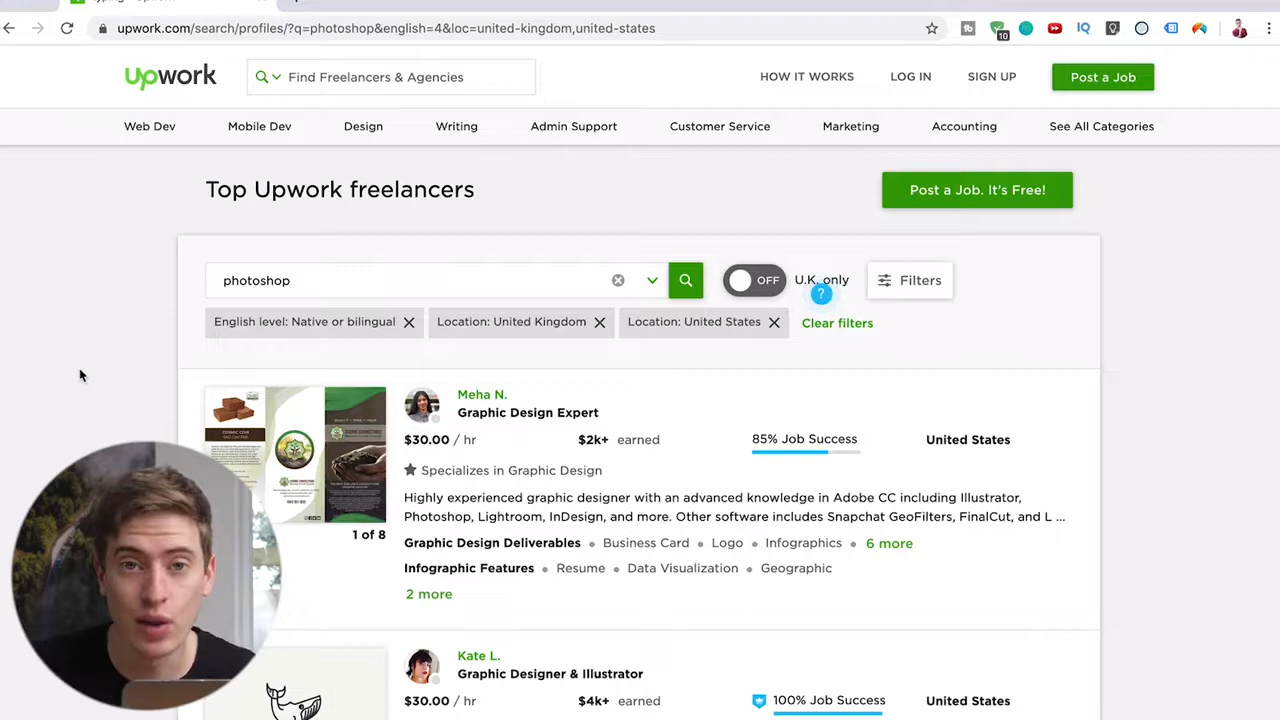 upwork.com/search/profiles/?q=photoshop&english=4&loc=united-kingdom,united-states
10
upwork
Find Freelancers & Agencies
HOW IT WORKS
LOG IN
SIGN UP
Post a Job
Web Dev
Mobile Dev
Design
Writing
Admin Support
Customer Service
Marketing
Accounting
See All Categories
Top Upwork freelancers
Post a Job. It's Free!
photoshop
OFF
U.K. only
Filters
?
English level: Native or bilingual
Location: United Kingdom
Location: United States
Clear filters
Meha N.
Graphic Design Expert
$30.00 / hr
$2k+ earned
85% Job Success
United States
Specializes in Graphic Design
Highly experienced graphic designer with an advanced knowledge in Adobe CC including Illustrator,
Photoshop, Lightroom, InDesign, and more. Other software includes Snapchat GeoFilters, FinalCut, and L ...
1 of 8
Graphic Design Deliverables • Business Card • Logo • Infographics • 6 more
Infographic Features • Resume • Data Visualization • Geographic
2 more
Kate L.
Graphic Designer & Illustrator
$30.00 / hr
$4k+ earned
100% Job Success
United States